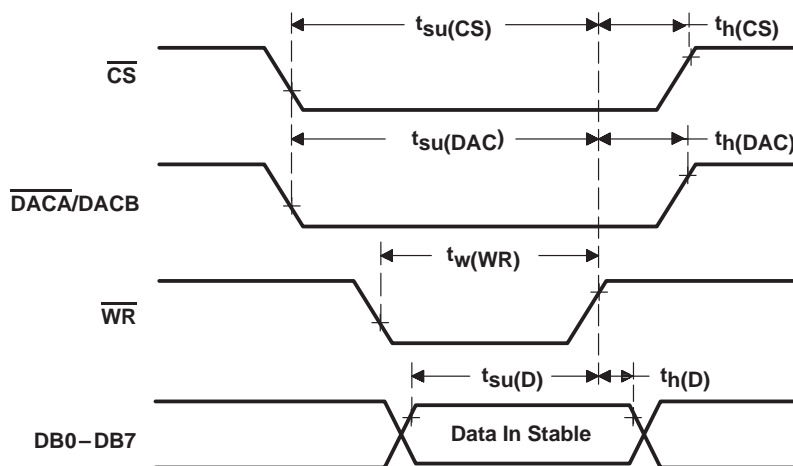 tsu(CS)
th(CS)
CS
tsu(DAC)
th(DAC)
DACA/DACB
tw(WR)
WR
tsu(D)
th(D)
DB0–DB7
Data In Stable